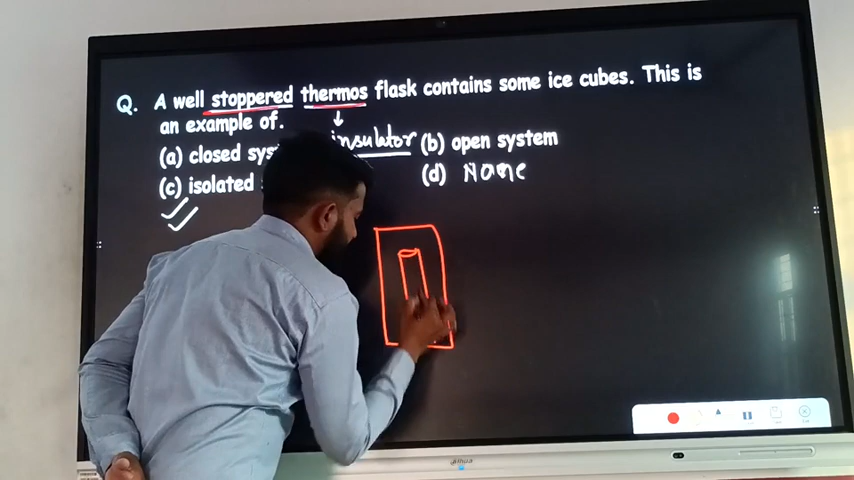 Q. A well stoppered thermos flask contains some ice cubes. This is
an example of.
insulator
(a) closed (b) open system
(c) isolated (d) None
alhua